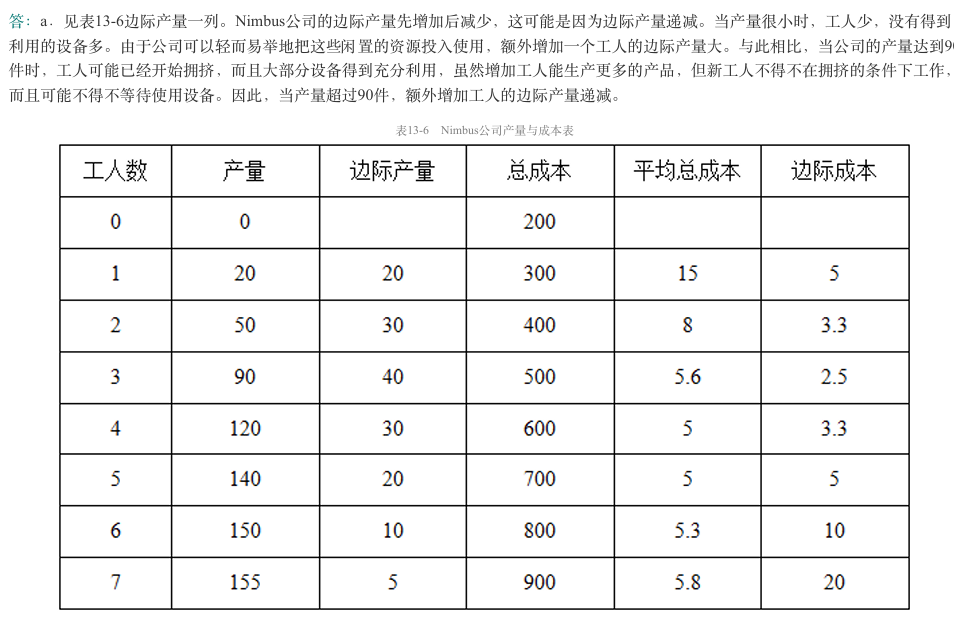 答：a．见表13-6边际产量一列。Nimbus公司的边际产量先增加后减少，这可能是因为边际产量递减。当产量很小时，工人少，没有得到
利用的设备多。由于公司可以轻而易举地把这些闲置的资源投入使用，额外增加一个工人的边际产量大。与此相比，当公司的产量达到90
件时，工人可能已经开始拥挤，而且大部分设备得到充分利用，虽然增加工人能生产更多的产品，但新工人不得不在拥挤的条件下工作，
而且可能不得不等待使用设备。因此，当产量超过90件，额外增加工人的边际产量递减。
表13-6　Nimbus公司产量与成本表
工人数 产量 边际产量 总成本 平均总成本 边际成本
0 0 200
1 20 20 300 15 5
2 50 30 400 8 3.3
3 90 40 500 5.6 2.5
4 120 30 600 5 3.3
5 140 20 700 5 5
6 150 10 800 5.3 10
7 155 5 900 5.8 20